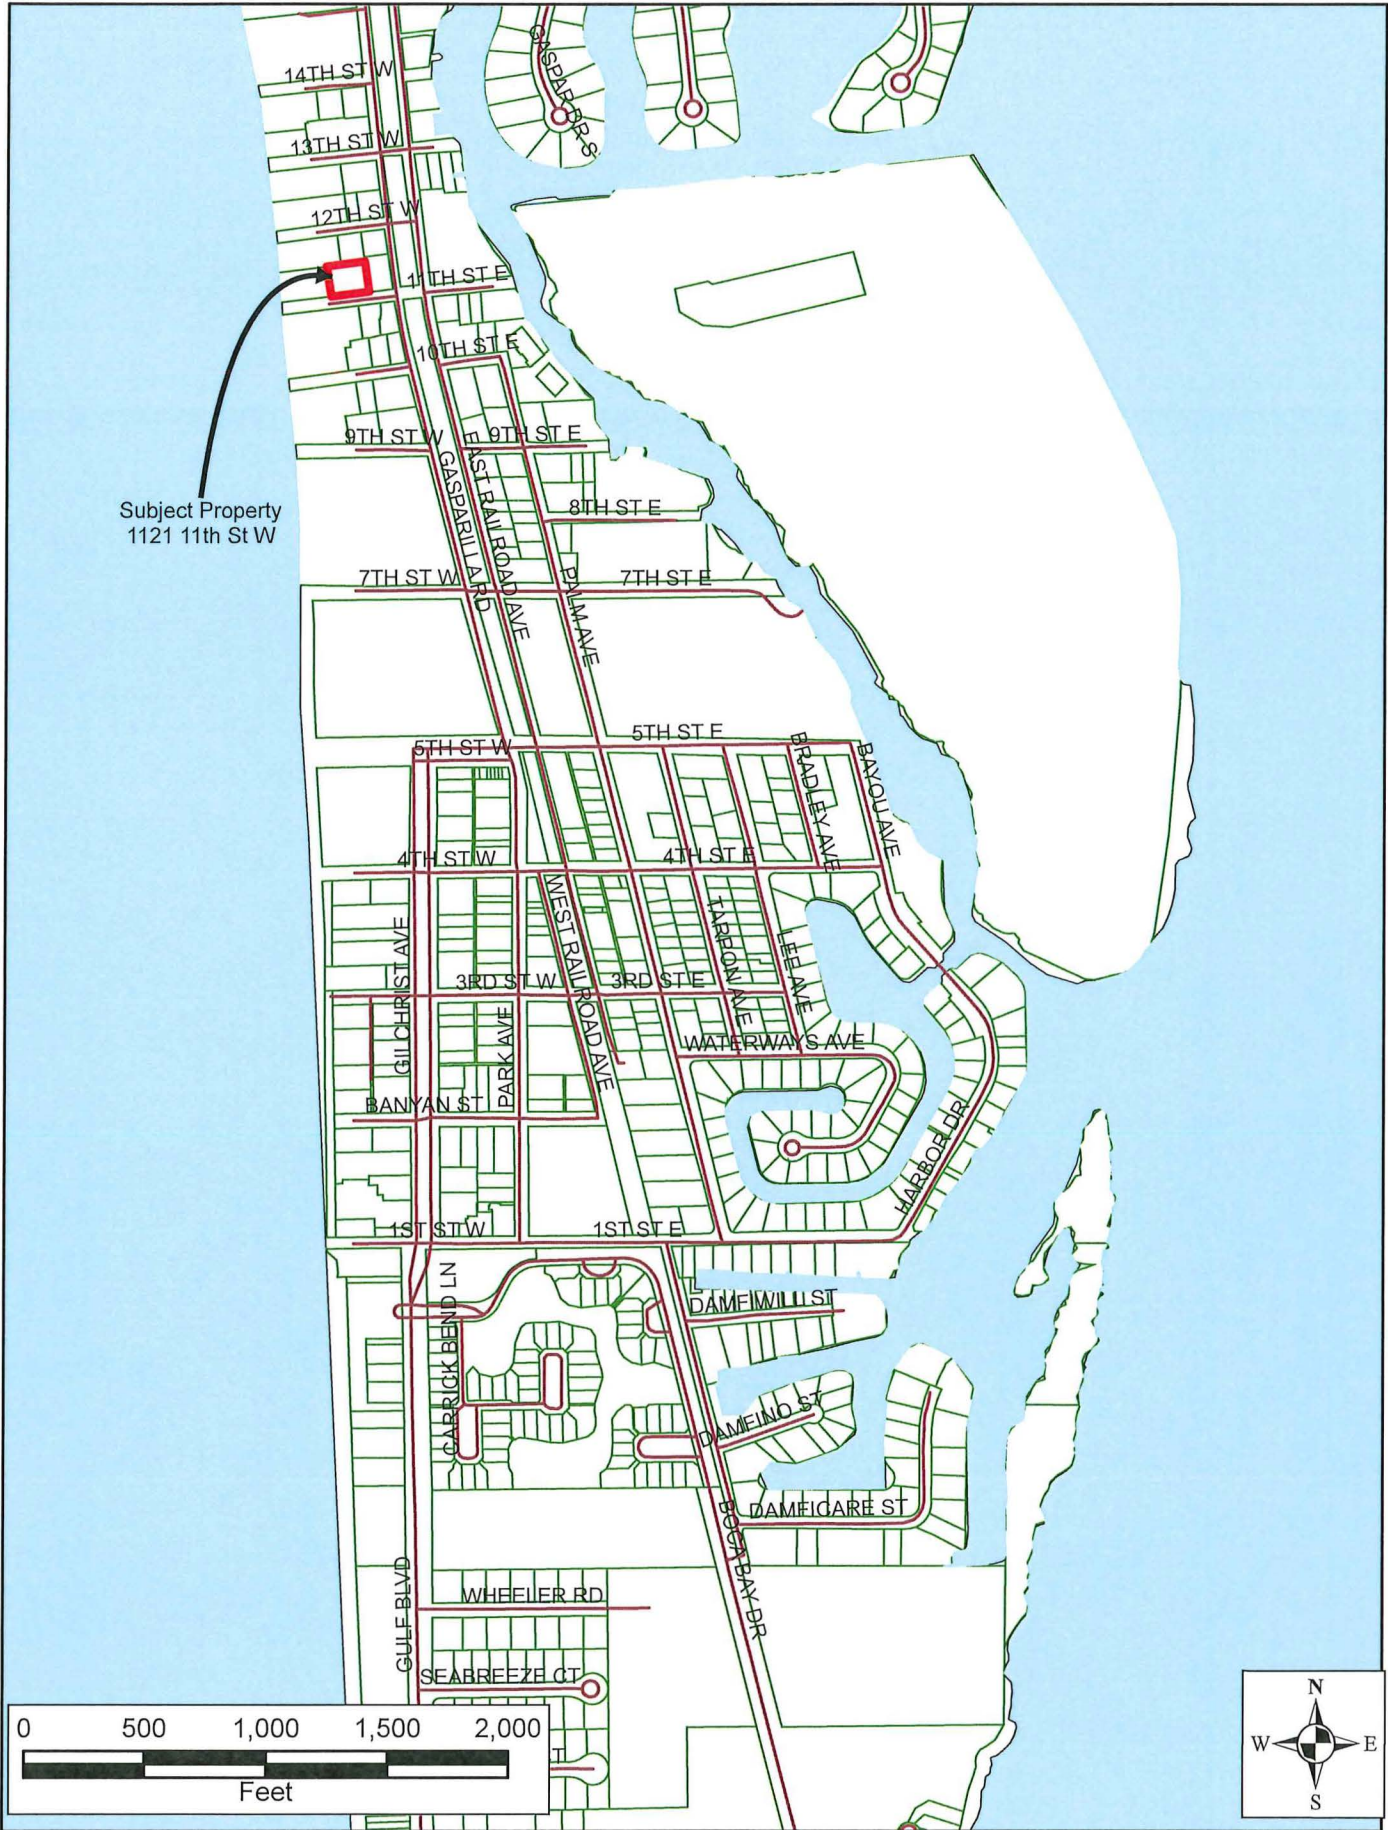 GASPAR DR S
14TH ST W
13TH ST W
12TH ST W
11TH ST E
10TH ST E
9TH ST W
9TH ST E
GASPARILLA RD
EAST RAILROAD AVE
8TH ST E
Subject Property
1121 11th St W
7TH ST W
7TH ST E
PALM AVE
5TH ST W
5TH ST E
BRADLEY AVE
BAYOU AVE
4TH ST W
4TH ST E
WEST RAILROAD AVE
TARPON AVE
LEE AVE
GILCHRIST AVE
3RD ST W
3RD ST E
PARK AVE
WATERWAYS AVE
BANYAN ST
HARBOR DR
1ST ST W
1ST ST E
CARRICK BEND LN
DAMFIWILL ST
DAMFINO ST
DAMFICARE ST
BOCA BAY DR
GULF BLVD
WHEELER RD
SEABREEZE CT
0 500 1,000 1,500 2,000
Feet
N
W E
S